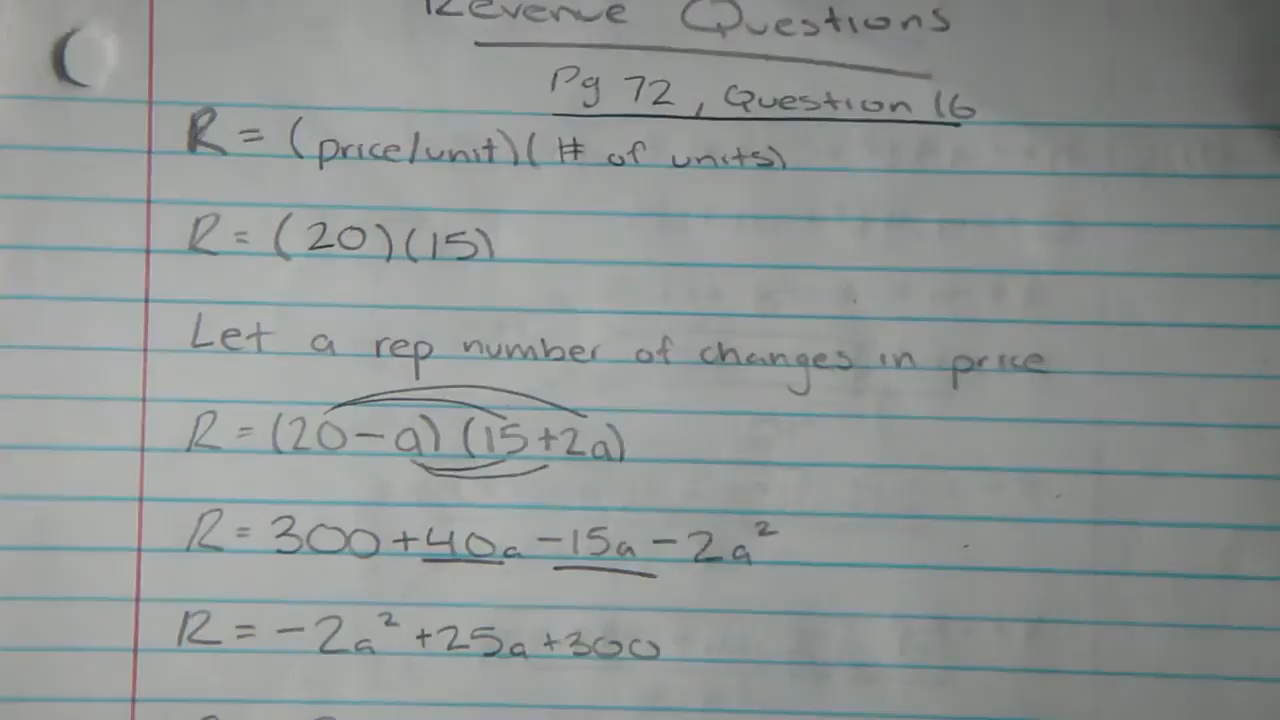 Revenue Questions
Pg 72, Question 16
R = (price/unit)(# of units)
R = (20)(15)
Let a rep number of changes in price
R = (20-a)(15+2a)
R = 300+40a-15a-2a²
R = -2a²+25a+300